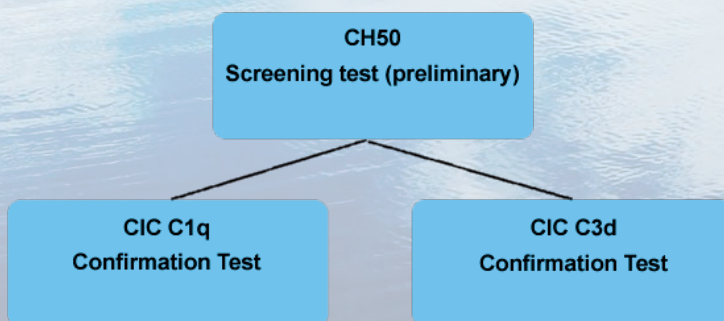 CH50
Screening test (preliminary)
CIC C1q
Confirmation Test
CIC C3d
Confirmation Test